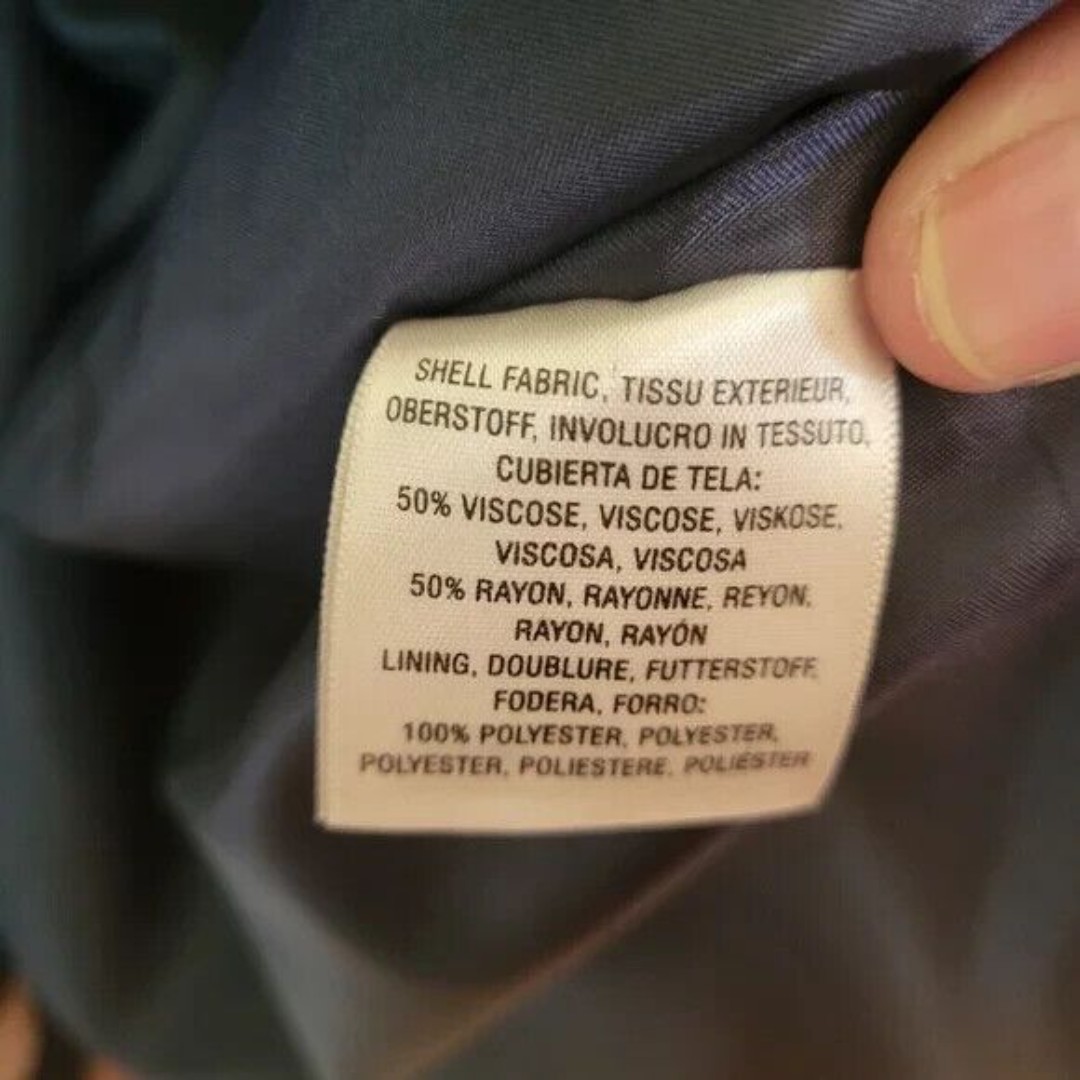 SHELL FABRIC, TISSU EXTERIEUR,
OBERSTOFF, INVOLUCRO IN TESSUTO,
CUBIERTA DE TELA:
50% VISCOSE, VISCOSE, VISKOSE,
VISCOSA, VISCOSA
50% RAYON, RAYONNE, REYON,
RAYON, RAYÓN
LINING, DOUBLURE, FUTTERSTOFF,
FODERA, FORRO:
100% POLYESTER, POLYESTER,
POLYESTER, POLIESTERE, POLIÉSTER